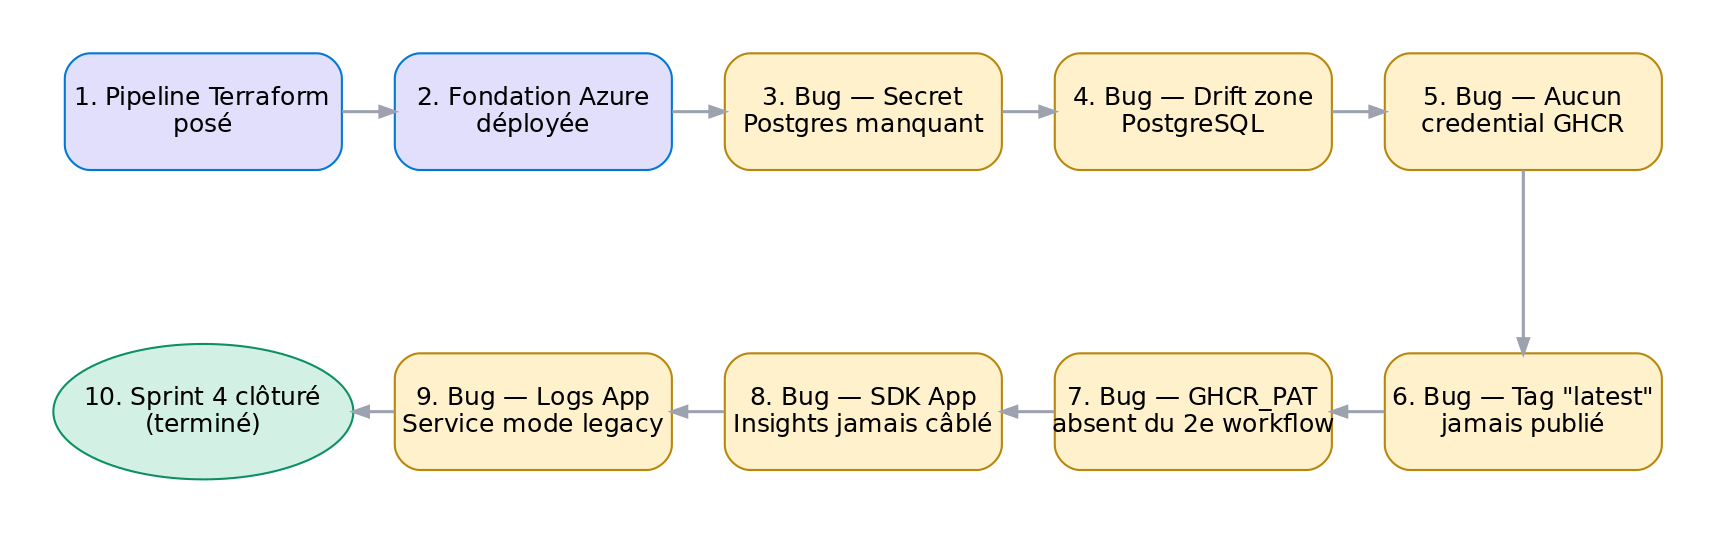 1. Pipeline Terraform
posé
2. Fondation Azure
déployée
3. Bug — Secret
Postgres manquant
4. Bug — Drift zone
PostgreSQL
5. Bug — Aucun
credential GHCR
6. Bug — Tag "latest"
jamais publié
7. Bug — GHCR_PAT
absent du 2e workflow
8. Bug — SDK App
Insights jamais câblé
9. Bug — Logs App
Service mode legacy
10. Sprint 4 clôturé
(terminé)